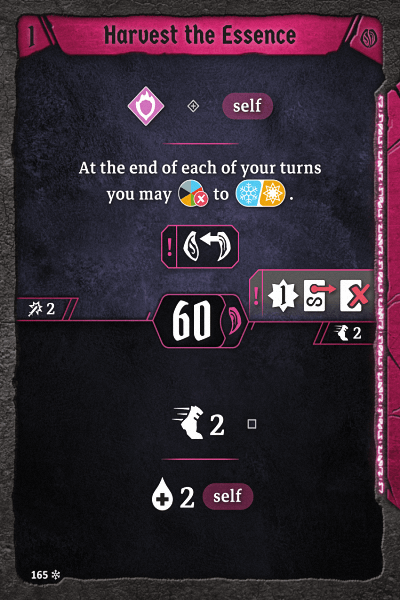 1 Harvest the Essence
self
At the end of each of your turns
you may to .
!
! 1
2
60
2
2
2 self
165